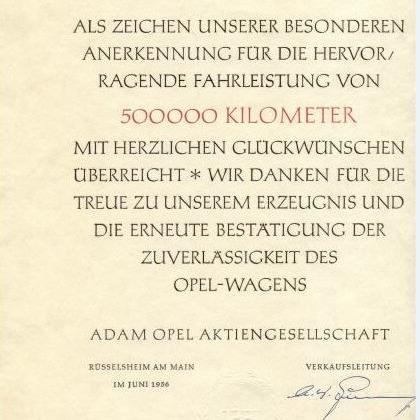 ALS ZEICHEN UNSERER BESONDEREN
ANERKENNUNG FÜR DIE HERVOR/
RAGENDE FAHRLEISTUNG VON
500000 KILOMETER
MIT HERZLICHEN GLÜCKWÜNSCHEN
ÜBERREICHT * WIR DANKEN FÜR DIE
TREUE ZU UNSEREM ERZEUGNIS UND
DIE ERNEUTE BESTÄTIGUNG DER
ZUVERLÄSSIGKEIT DES
OPEL-WAGENS
ADAM OPEL AKTIENGESELLSCHAFT
RÜSSELSHEIM AM MAIN VERKAUFSLEITUNG
IM JUNI 1956